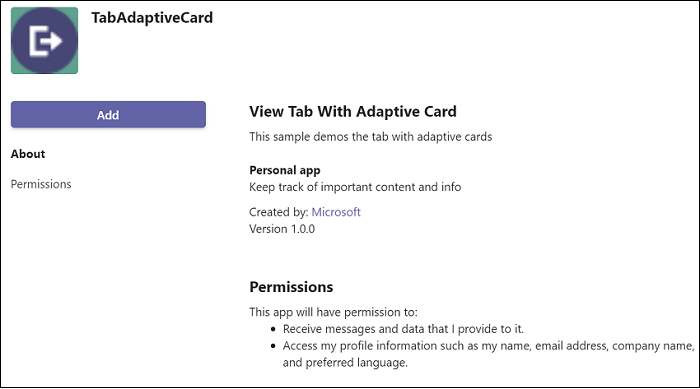 TabAdaptiveCard
Add
About
Permissions
View Tab With Adaptive Card
This sample demos the tab with adaptive cards
Personal app
Keep track of important content and info
Created by: Microsoft
Version 1.0.0
Permissions
This app will have permission to:
• Receive messages and data that I provide to it.
• Access my profile information such as my name, email address, company name,
and preferred language.